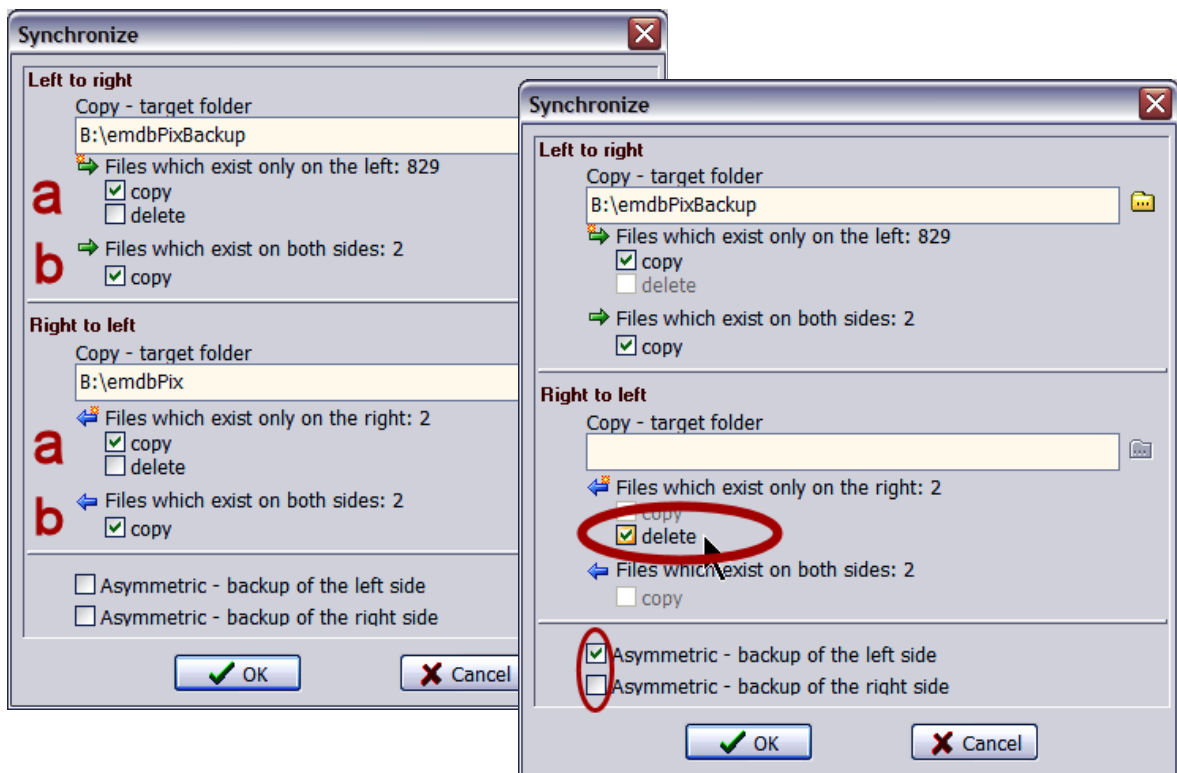 Synchronize
Left to right
Copy - target folder
B:\emdbPixBackup
Files which exist only on the left: 829
a
copy
delete
b
Files which exist on both sides: 2
copy
Right to left
Copy - target folder
B:\emdbPix
Files which exist only on the right: 2
a
copy
delete
b
Files which exist on both sides: 2
copy
Asymmetric - backup of the left side
Asymmetric - backup of the right side
OK
Cancel
Synchronize
Left to right
Copy - target folder
B:\emdbPixBackup
Files which exist only on the left: 829
copy
delete
Files which exist on both sides: 2
copy
Right to left
Copy - target folder
Files which exist only on the right: 2
copy
delete
Files which exist on both sides: 2
copy
Asymmetric - backup of the left side
Asymmetric - backup of the right side
OK
Cancel